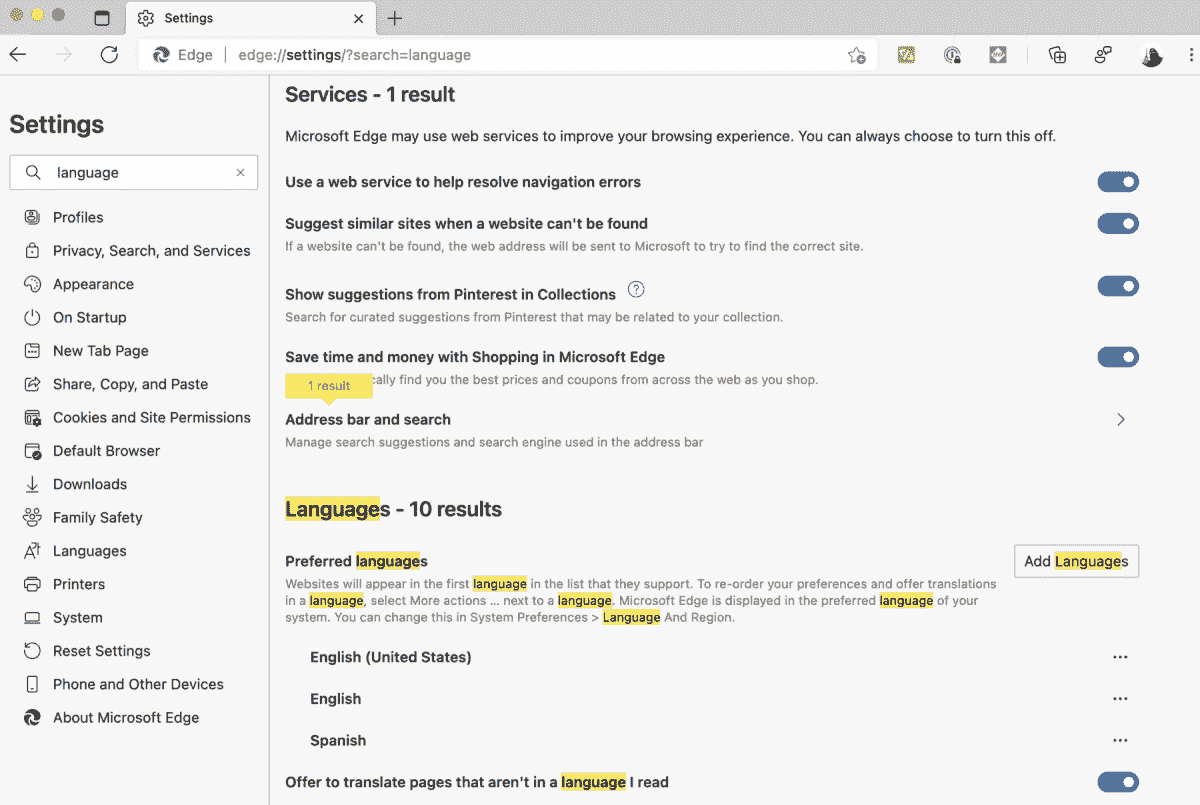 Settings
Edge
edge://settings/?search=language
Settings
language
Profiles
Privacy, Search, and Services
Appearance
On Startup
New Tab Page
Share, Copy, and Paste
Cookies and Site Permissions
Default Browser
Downloads
Family Safety
Languages
Printers
System
Reset Settings
Phone and Other Devices
About Microsoft Edge
Services - 1 result
Microsoft Edge may use web services to improve your browsing experience. You can always choose to turn this off.
Use a web service to help resolve navigation errors
Suggest similar sites when a website can't be found
If a website can't be found, the web address will be sent to Microsoft to try to find the correct site.
Show suggestions from Pinterest in Collections ?
Search for curated suggestions from Pinterest that may be related to your collection.
Save time and money with Shopping in Microsoft Edge
1 result
find you the best prices and coupons from across the web as you shop.
Address bar and search
Manage search suggestions and search engine used in the address bar
Languages - 10 results
Preferred languages
Add Languages
Websites will appear in the first language in the list that they support. To re-order your preferences and offer translations
in a language, select More actions ... next to a language. Microsoft Edge is displayed in the preferred language of your
system. You can change this in System Preferences > Language And Region.
English (United States)
English
Spanish
Offer to translate pages that aren't in a language I read